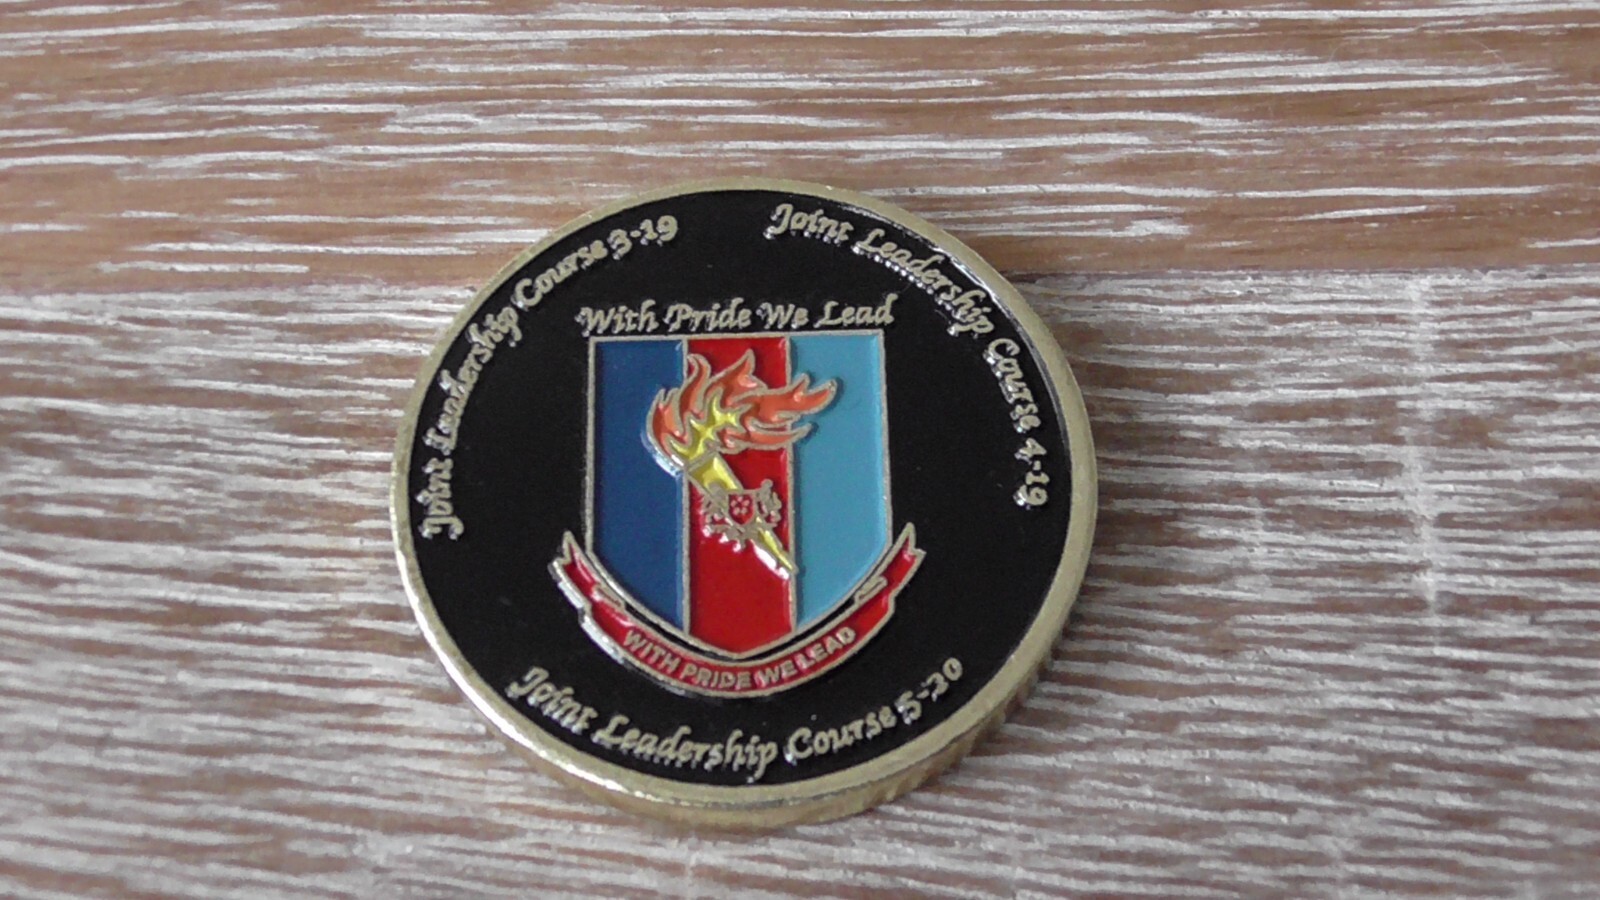 Joint Leadership Course 3-19
Joint Leadership Course 4-19
With Pride We Lead
WITH PRIDE WE LEAD
Joint Leadership Course 5-20